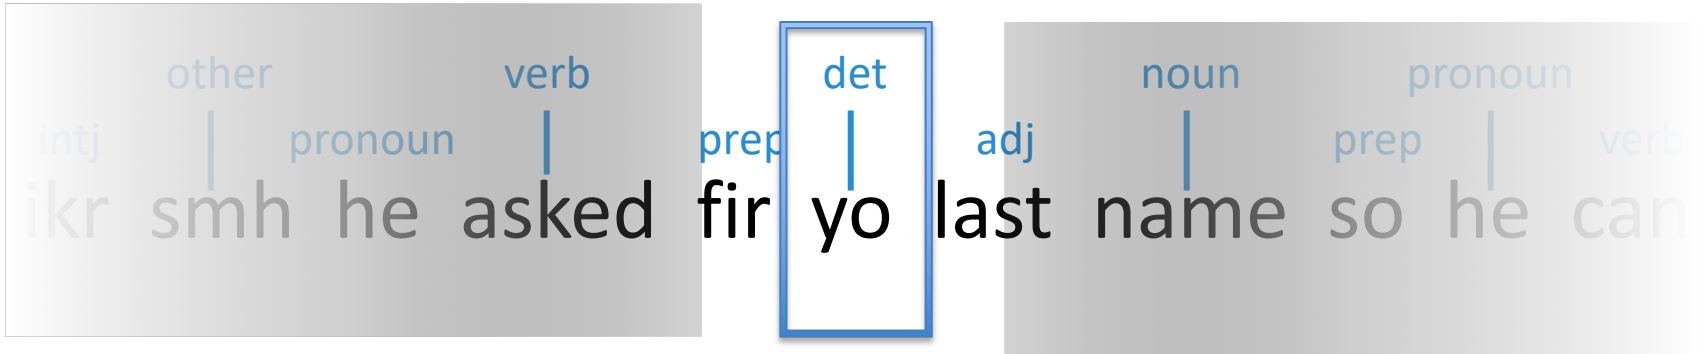 other verb det noun pronoun
intj pronoun prep adj prep verb
ikr smh he asked fir yo last name so he can